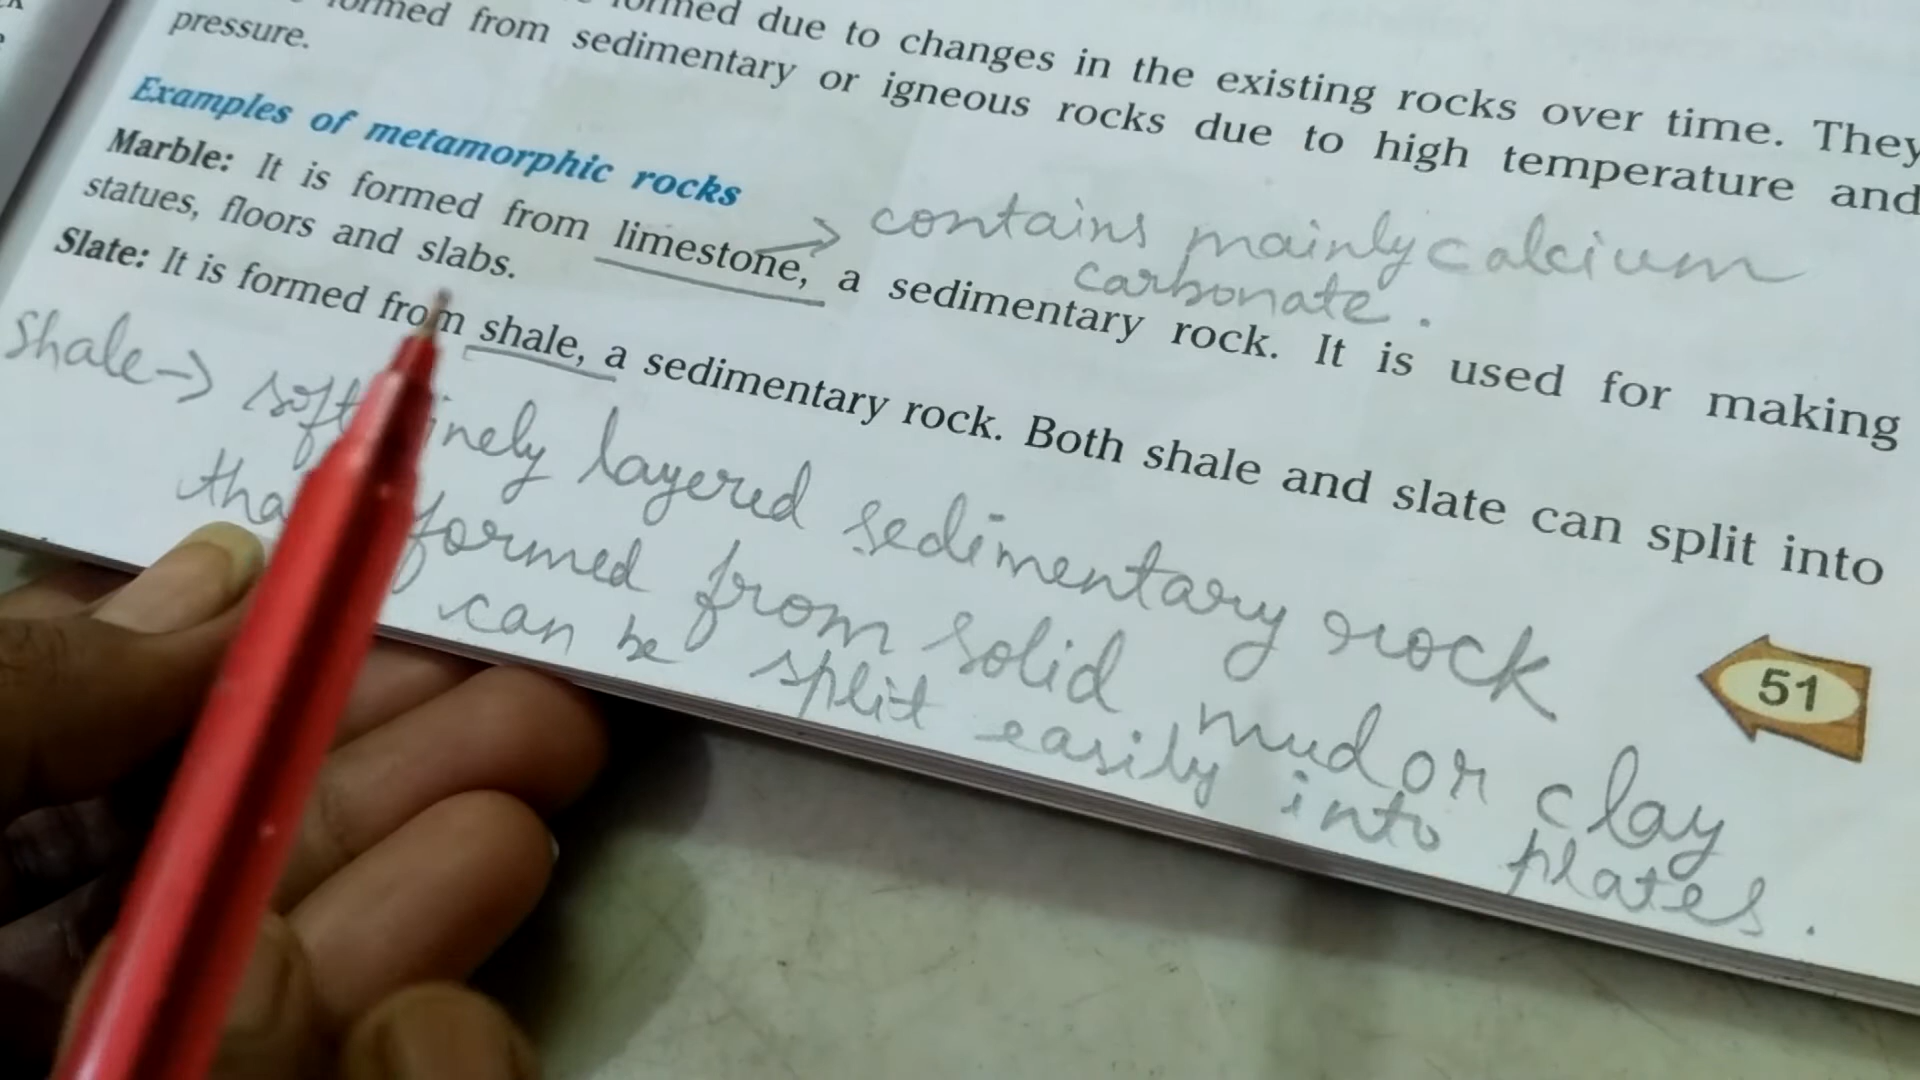 formed due to changes in the existing rocks over time. They
formed from sedimentary or igneous rocks due to high temperature and
pressure.
Examples of metamorphic rocks
Marble: It is formed from limestone, a sedimentary rock. It is used for making
statues, floors and slabs.
→ contains mainly calcium
carbonate.
Slate: It is formed from shale, a sedimentary rock. Both shale and slate can split into
Shale → soft finely layered sedimentary rock
that formed from solid mud or clay
can be split easily into plates.
51